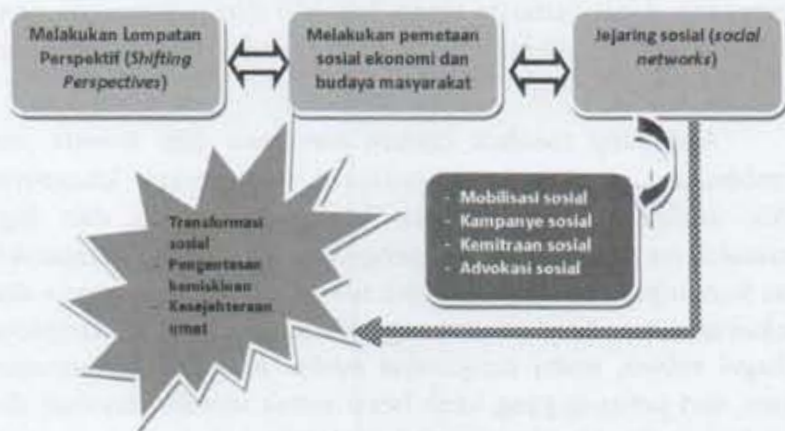 Melakukan Lompatan
Perspektif (Shifting
Perspectives)
Melakukan pemetaan
sosial ekonomi dan
budaya masyarakat
Jejaring sosial (social
networks)
- Mobilisasi sosial
- Kampanye sosial
- Kemitraan sosial
- Advokasi sosial
- Transformasi
sosial
- Pengentasan
kemiskinan
- Kesejahteraan
umat